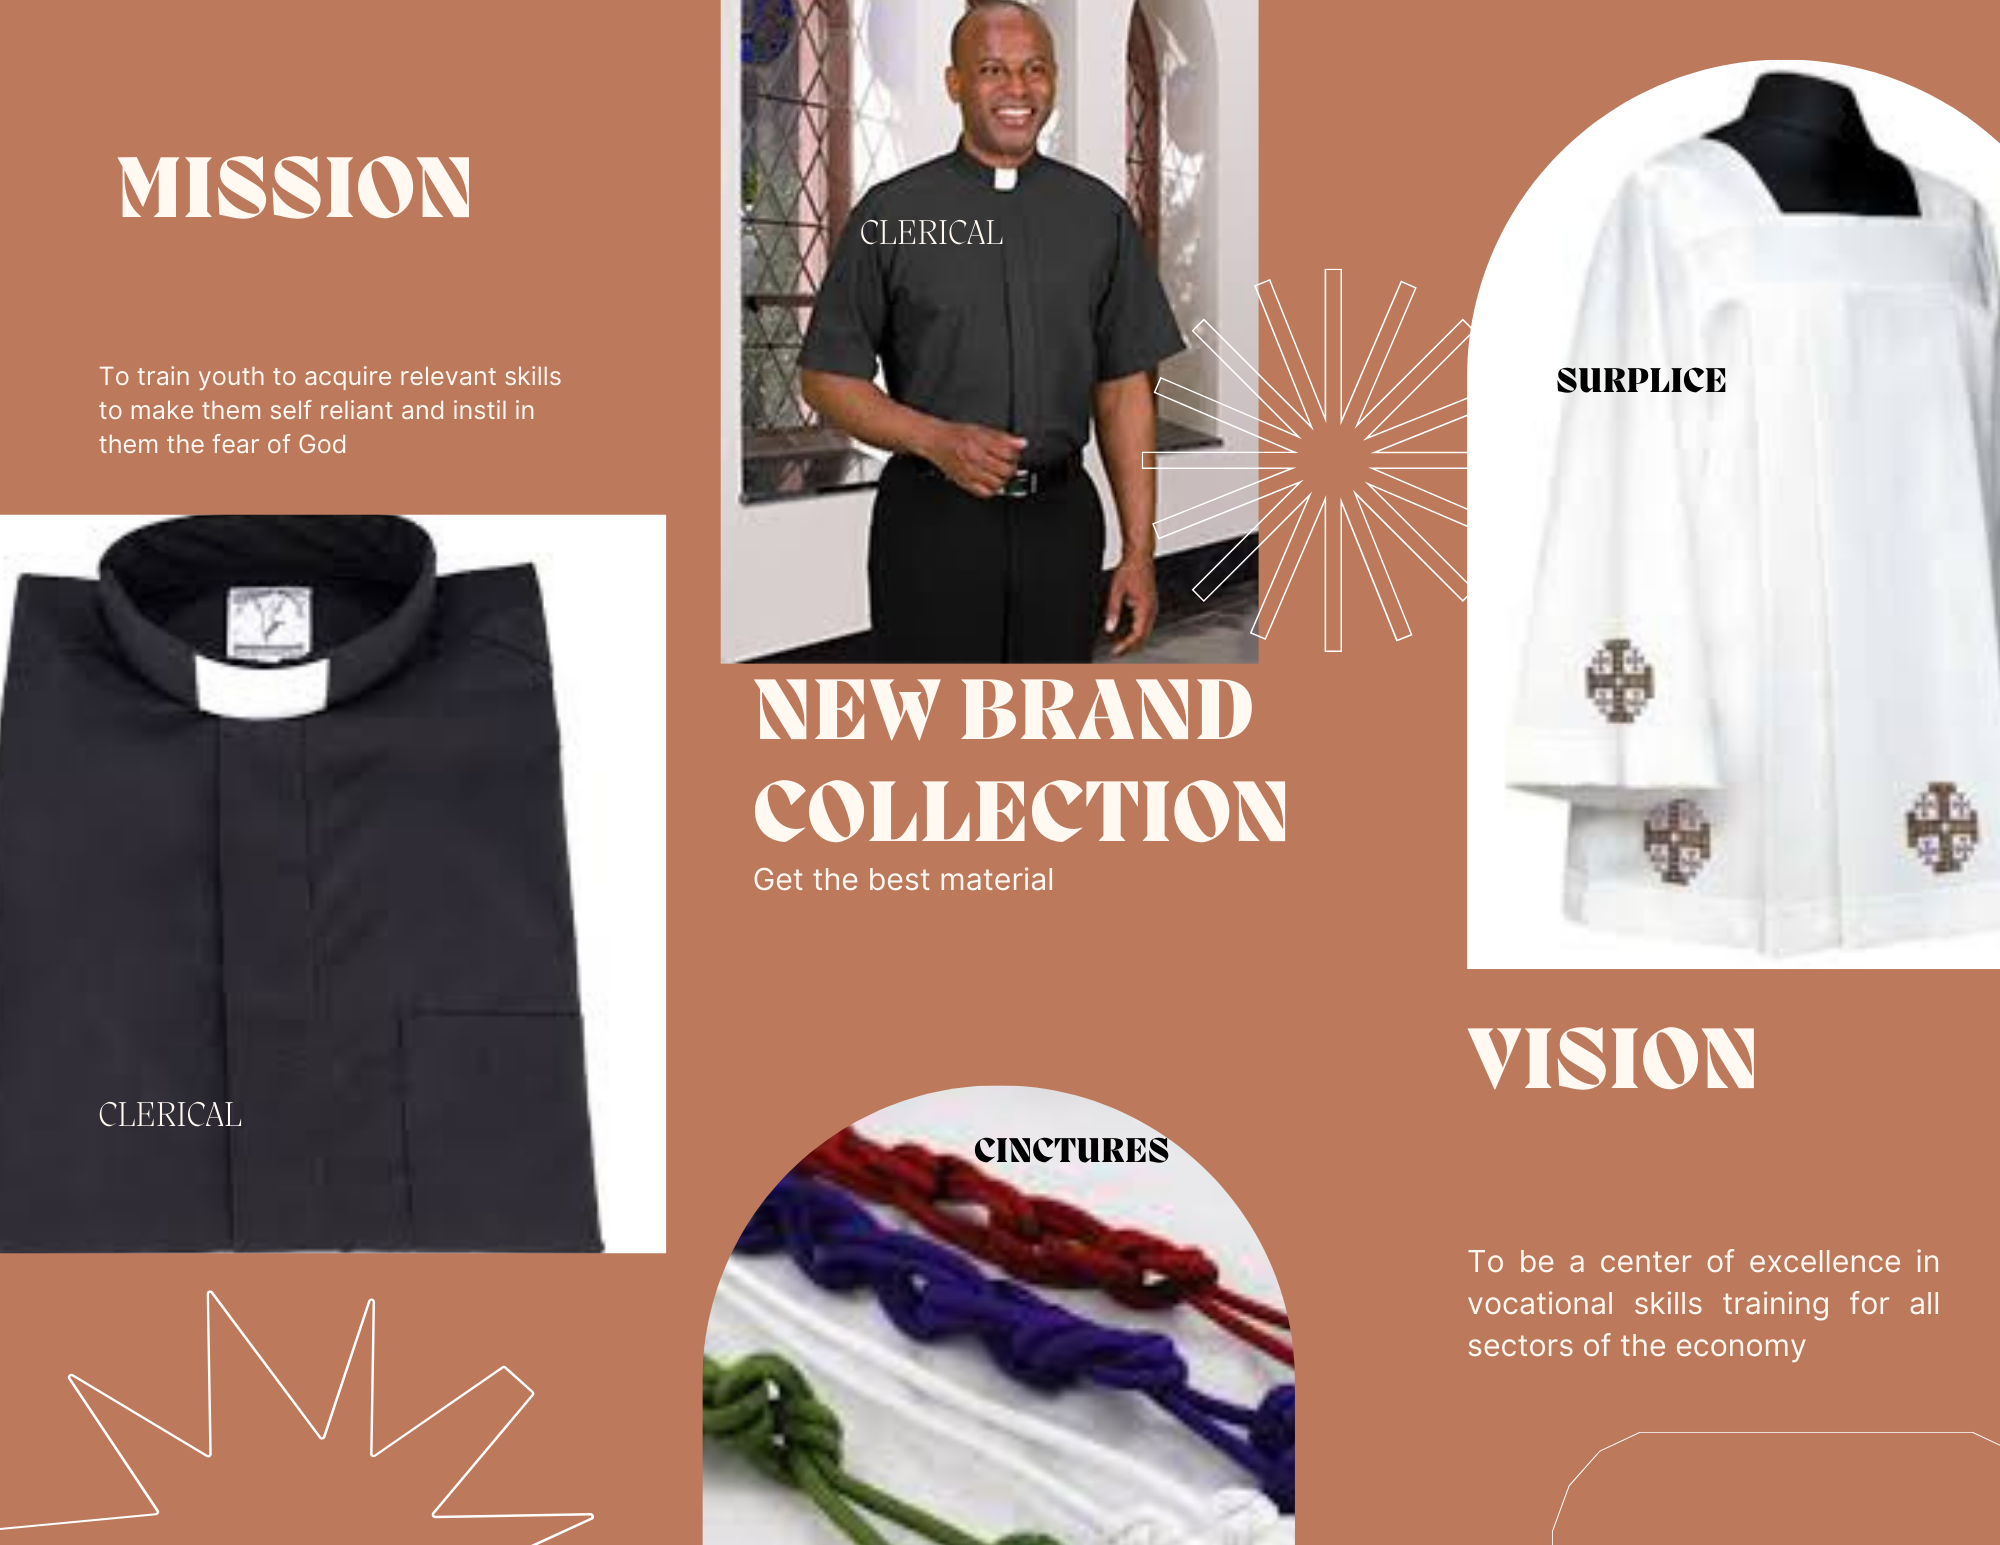 MISSION
To train youth to acquire relevant skills
to make them self reliant and instil in
them the fear of God
CLERICAL
CLERICAL
NEW BRAND
COLLECTION
Get the best material
CINCTURES
SURPLICE
VISION
To be a center of excellence in
vocational skills training for all
sectors of the economy